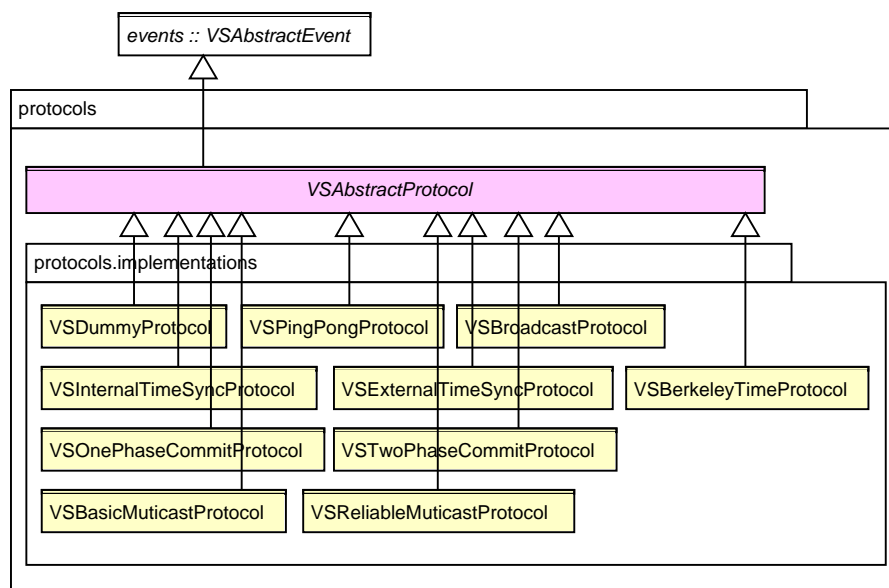 events :: VSAbstractEvent
protocols
VSAbstractProtocol
protocols.implementations
VSDummyProtocol
VSPingPongProtocol
VSBroadcastProtocol
VSInternalTimeSyncProtocol
VSExternalTimeSyncProtocol
VSBerkeleyTimeProtocol
VSOnePhaseCommitProtocol
VSTwoPhaseCommitProtocol
VSBasicMuticastProtocol
VSReliableMuticastProtocol